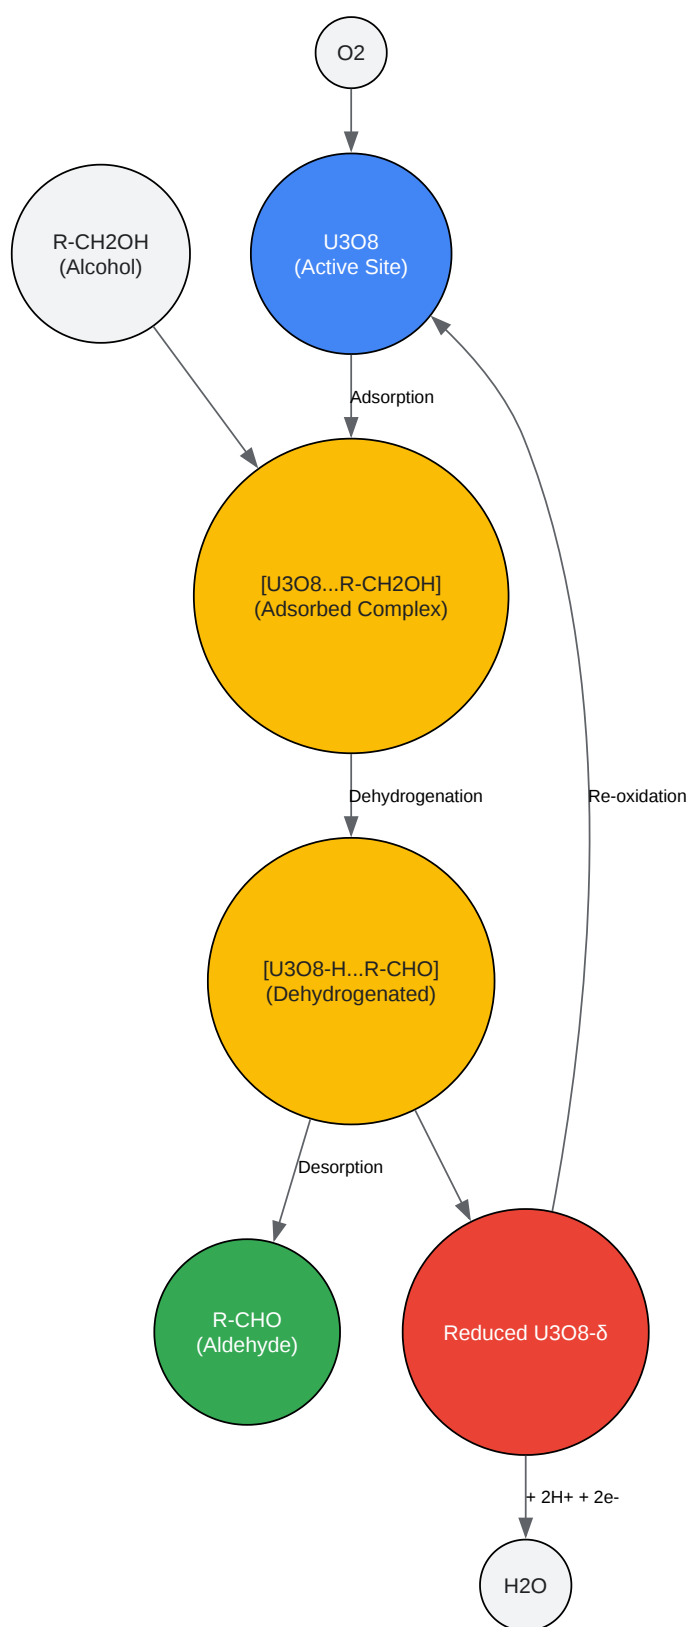 O2
R-CH2OH
(Alcohol)
U3O8
(Active Site)
Adsorption
[U3O8...R-CH2OH]
(Adsorbed Complex)
Dehydrogenation
Re-oxidation
[U3O8-H...R-CHO]
(Dehydrogenated)
Desorption
R-CHO
(Aldehyde)
Reduced U3O8-δ
+ 2H+ + 2e-
H2O